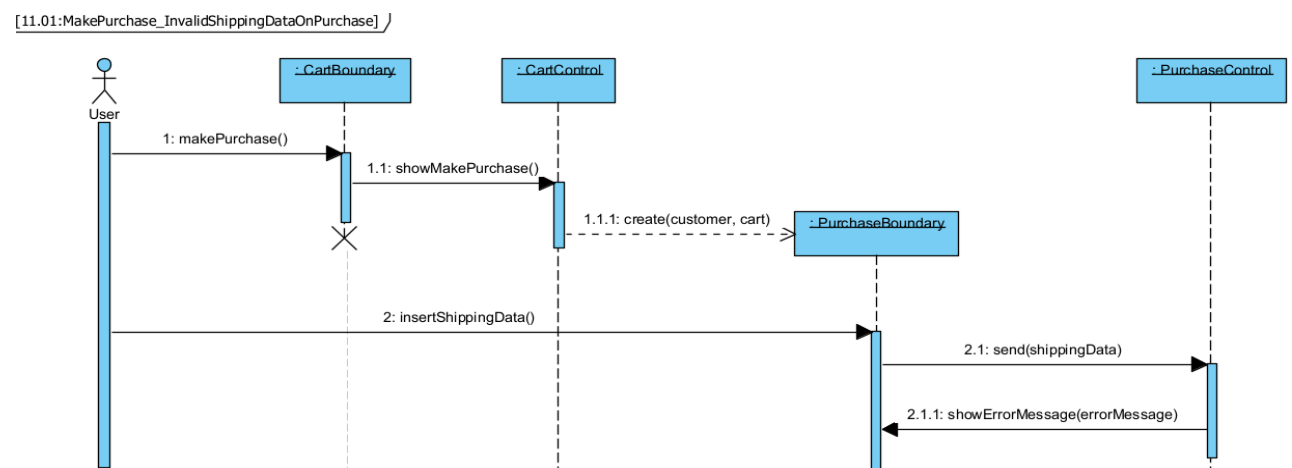 [11.01:MakePurchase_InvalidShippingDataOnPurchase]
: CartBoundary
: CartControl
: PurchaseControl
User
1: makePurchase()
1.1: showMakePurchase()
1.1.1: create(customer, cart)
: PurchaseBoundary
2: insertShippingData()
2.1: send(shippingData)
2.1.1: showErrorMessage(errorMessage)